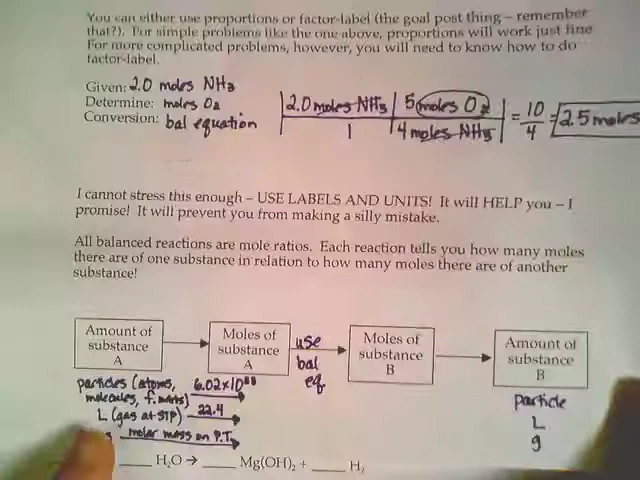 You can either use proportions or factor-label (the goal post thing – remember
that?). For simple problems like the one above, proportions will work just fine
For more complicated problems, however, you will need to know how to do
factor-label.
Given: 2.0 moles NH₃
Determine: moles O₂
Conversion: bal equation
2.0 moles NH₃ | 5 moles O₂
1 | 4 moles NH₃
= 10/4 = 2.5 moles
I cannot stress this enough – USE LABELS AND UNITS! It will HELP you – I
promise! It will prevent you from making a silly mistake.
All balanced reactions are mole ratios. Each reaction tells you how many moles
there are of one substance in relation to how many moles there are of another
substance!
Amount of
substance
A
Moles of
substance
A
use
bal
eq.
Moles of
substance
B
Amount of
substance
B
particles (atoms,
molecules, f. units) 6.02x10²³
L (gas at STP) 22.4
molar mass on P.T.
particle
L
g
____ H₂O → ____ Mg(OH)₂ + ____ H₂